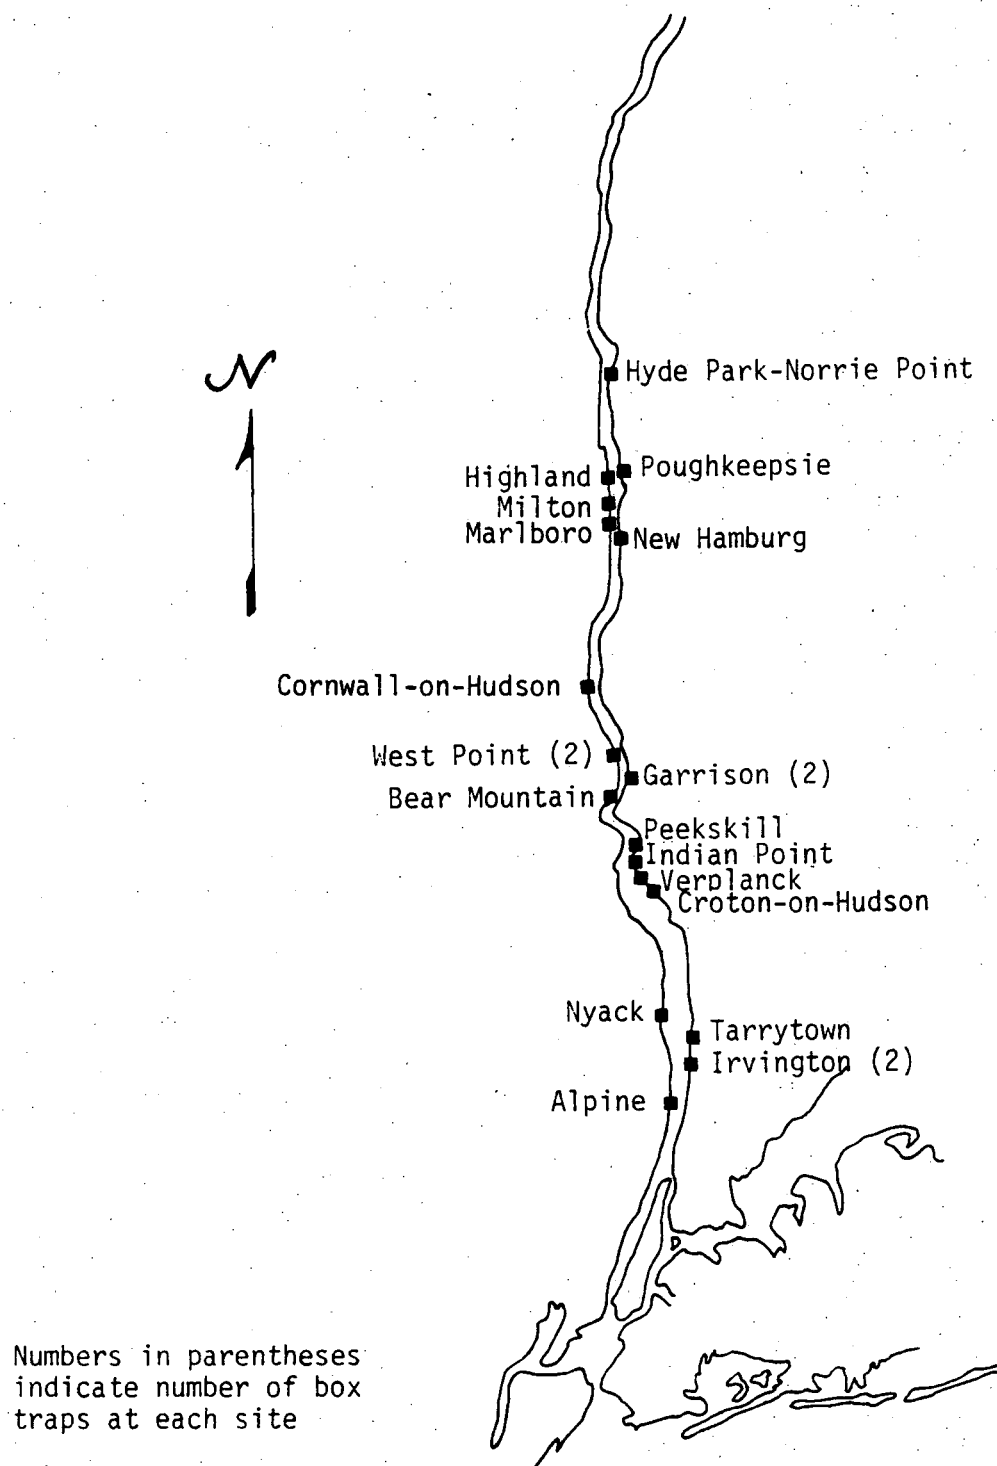 N
Hyde Park-Norrie Point
Poughkeepsie
Highland
Milton
Marlboro
New Hamburg
Cornwall-on-Hudson
West Point (2)
Garrison (2)
Bear Mountain
Peekskill
Indian Point
Verplanck
Croton-on-Hudson
Nyack
Tarrytown
Irvington (2)
Alpine
Numbers in parentheses
indicate number of box
traps at each site